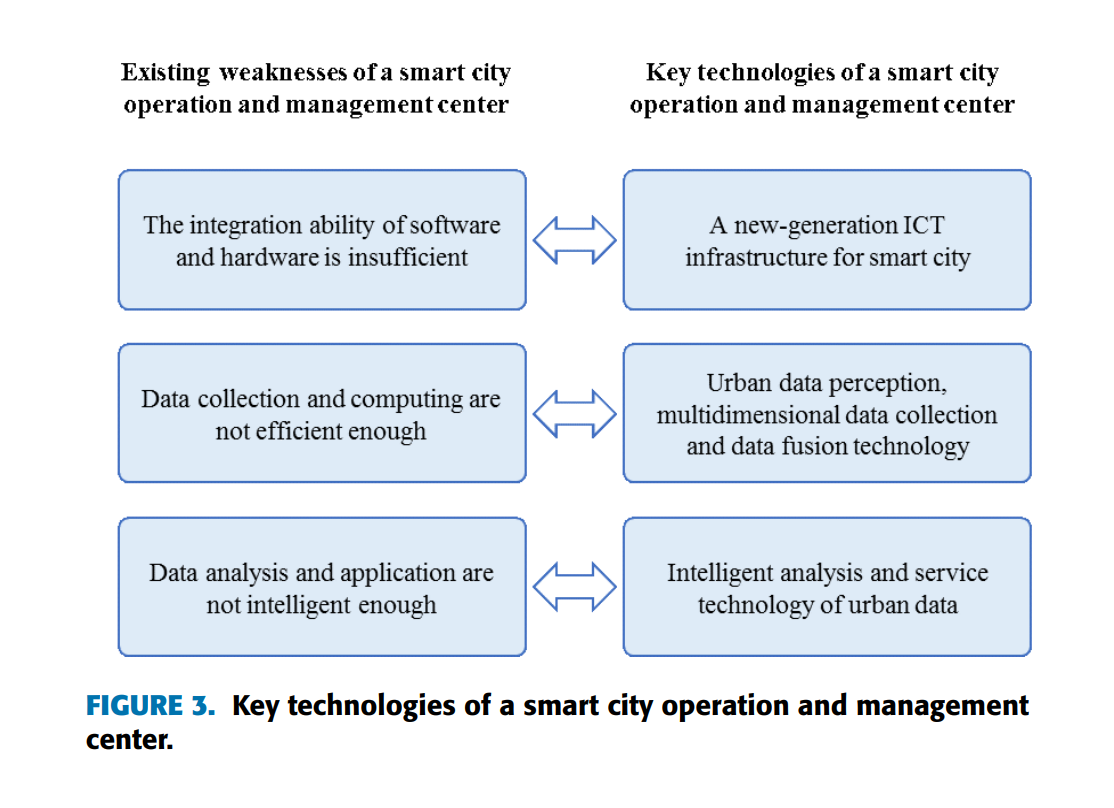 Existing weaknesses of a smart city
operation and management center
Key technologies of a smart city
operation and management center
The integration ability of software
and hardware is insufficient
A new-generation ICT
infrastructure for smart city
Data collection and computing are
not efficient enough
Urban data perception,
multidimensional data collection
and data fusion technology
Data analysis and application are
not intelligent enough
Intelligent analysis and service
technology of urban data
FIGURE 3. Key technologies of a smart city operation and management
center.